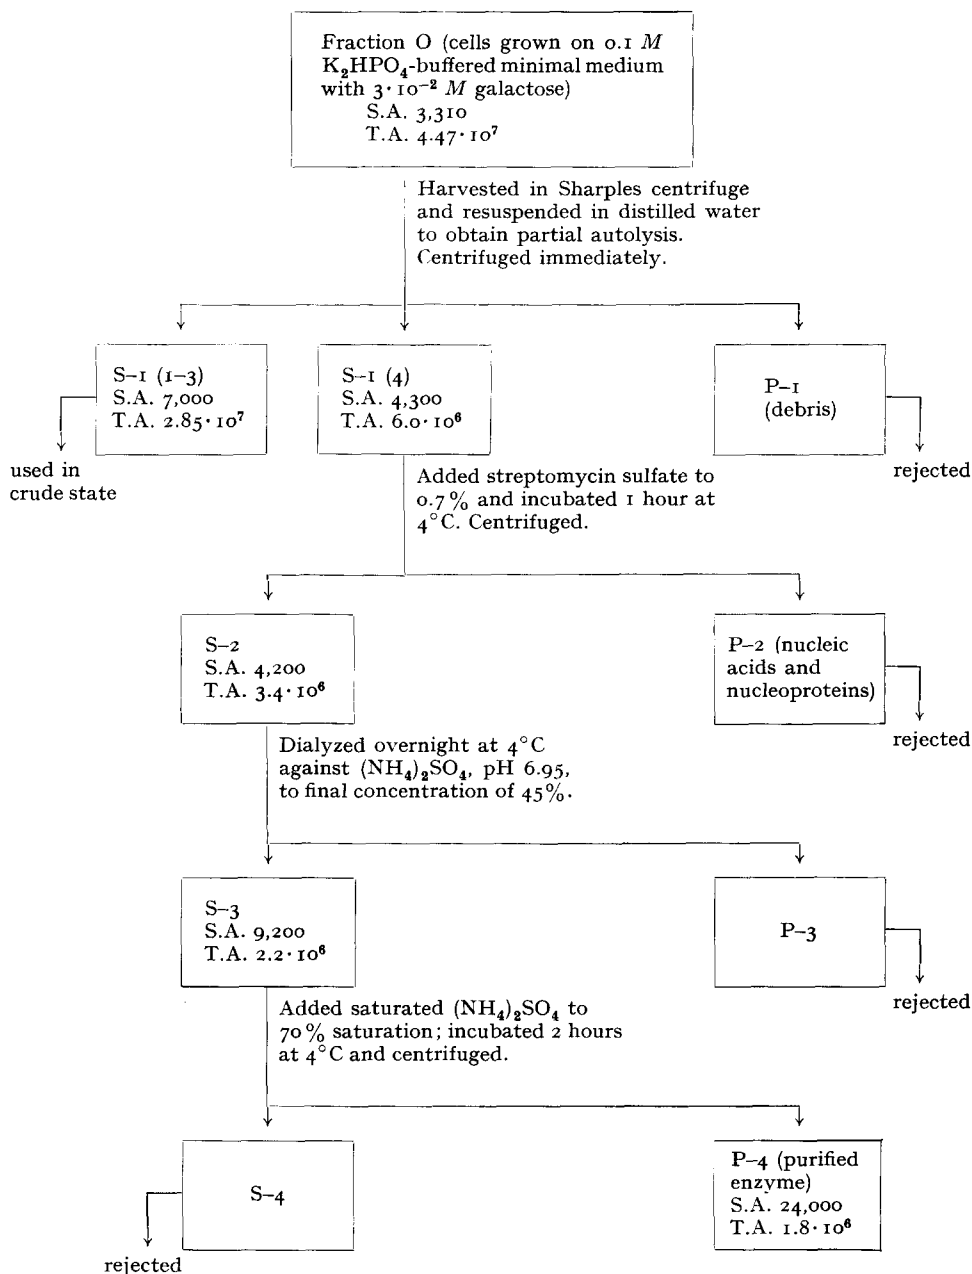 Fraction O (cells grown on 0.1 M
K₂HPO₄-buffered minimal medium
with 3·10⁻² M galactose)
S.A. 3,310
T.A. 4.47·10⁷
Harvested in Sharples centrifuge
and resuspended in distilled water
to obtain partial autolysis.
Centrifuged immediately.
S–1 (1–3)
S.A. 7,000
T.A. 2.85·10⁷
S–1 (4)
S.A. 4,300
T.A. 6.0·10⁶
P–1
(debris)
used in
crude state
rejected
Added streptomycin sulfate to
0.7% and incubated 1 hour at
4°C. Centrifuged.
S–2
S.A. 4,200
T.A. 3.4·10⁶
P–2 (nucleic
acids and
nucleoproteins)
rejected
Dialyzed overnight at 4°C
against (NH₄)₂SO₄, pH 6.95,
to final concentration of 45%.
S–3
S.A. 9,200
T.A. 2.2·10⁶
P–3
rejected
Added saturated (NH₄)₂SO₄ to
70% saturation; incubated 2 hours
at 4°C and centrifuged.
S–4
P–4 (purified
enzyme)
S.A. 24,000
T.A. 1.8·10⁶
rejected